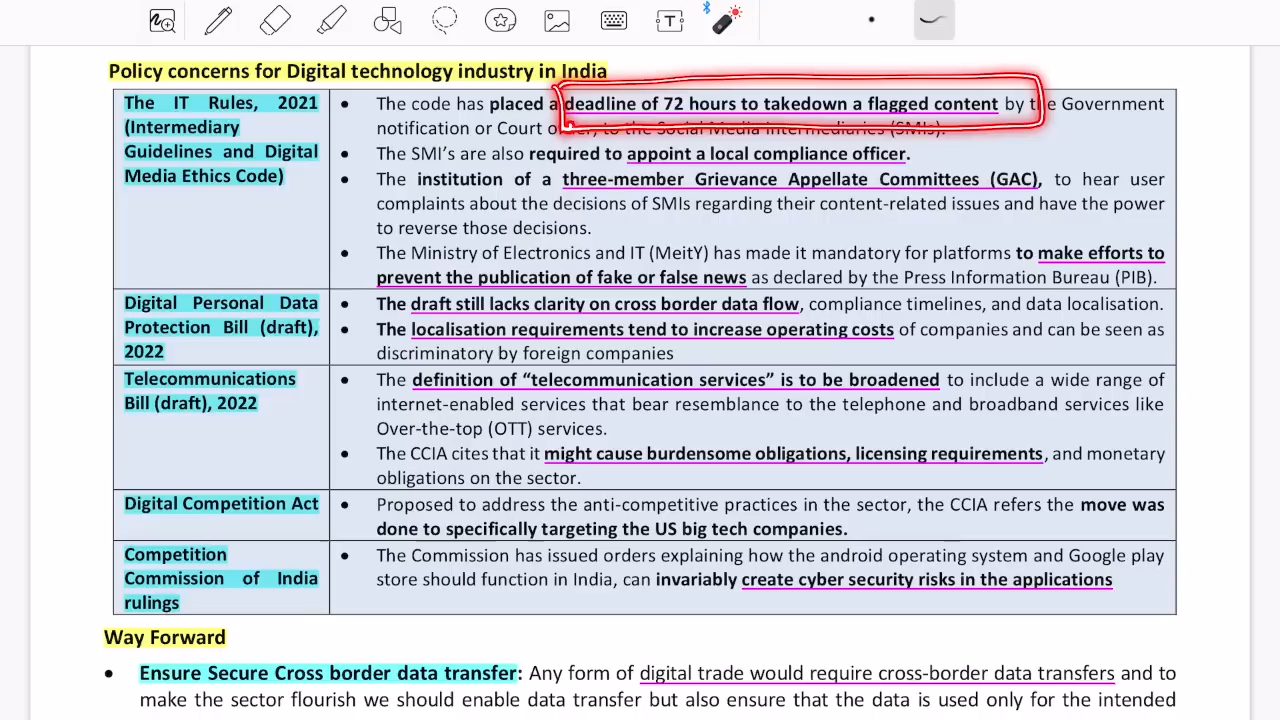 Policy concerns for Digital technology industry in India
The IT Rules, 2021
(Intermediary
Guidelines and Digital
Media Ethics Code)
• The code has placed a deadline of 72 hours to takedown a flagged content by the Government
notification or Court order, to the Social Media Intermediaries (SMIs).
• The SMI’s are also required to appoint a local compliance officer.
• The institution of a three-member Grievance Appellate Committees (GAC), to hear user
complaints about the decisions of SMIs regarding their content-related issues and have the power
to reverse those decisions.
• The Ministry of Electronics and IT (MeitY) has made it mandatory for platforms to make efforts to
prevent the publication of fake or false news as declared by the Press Information Bureau (PIB).
Digital Personal Data
Protection Bill (draft),
2022
• The draft still lacks clarity on cross border data flow, compliance timelines, and data localisation.
• The localisation requirements tend to increase operating costs of companies and can be seen as
discriminatory by foreign companies
Telecommunications
Bill (draft), 2022
• The definition of “telecommunication services” is to be broadened to include a wide range of
internet-enabled services that bear resemblance to the telephone and broadband services like
Over-the-top (OTT) services.
• The CCIA cites that it might cause burdensome obligations, licensing requirements, and monetary
obligations on the sector.
Digital Competition Act
• Proposed to address the anti-competitive practices in the sector, the CCIA refers the move was
done to specifically targeting the US big tech companies.
Competition
Commission of India
rulings
• The Commission has issued orders explaining how the android operating system and Google play
store should function in India, can invariably create cyber security risks in the applications
Way Forward
• Ensure Secure Cross border data transfer: Any form of digital trade would require cross-border data transfers and to
make the sector flourish we should enable data transfer but also ensure that the data is used only for the intended